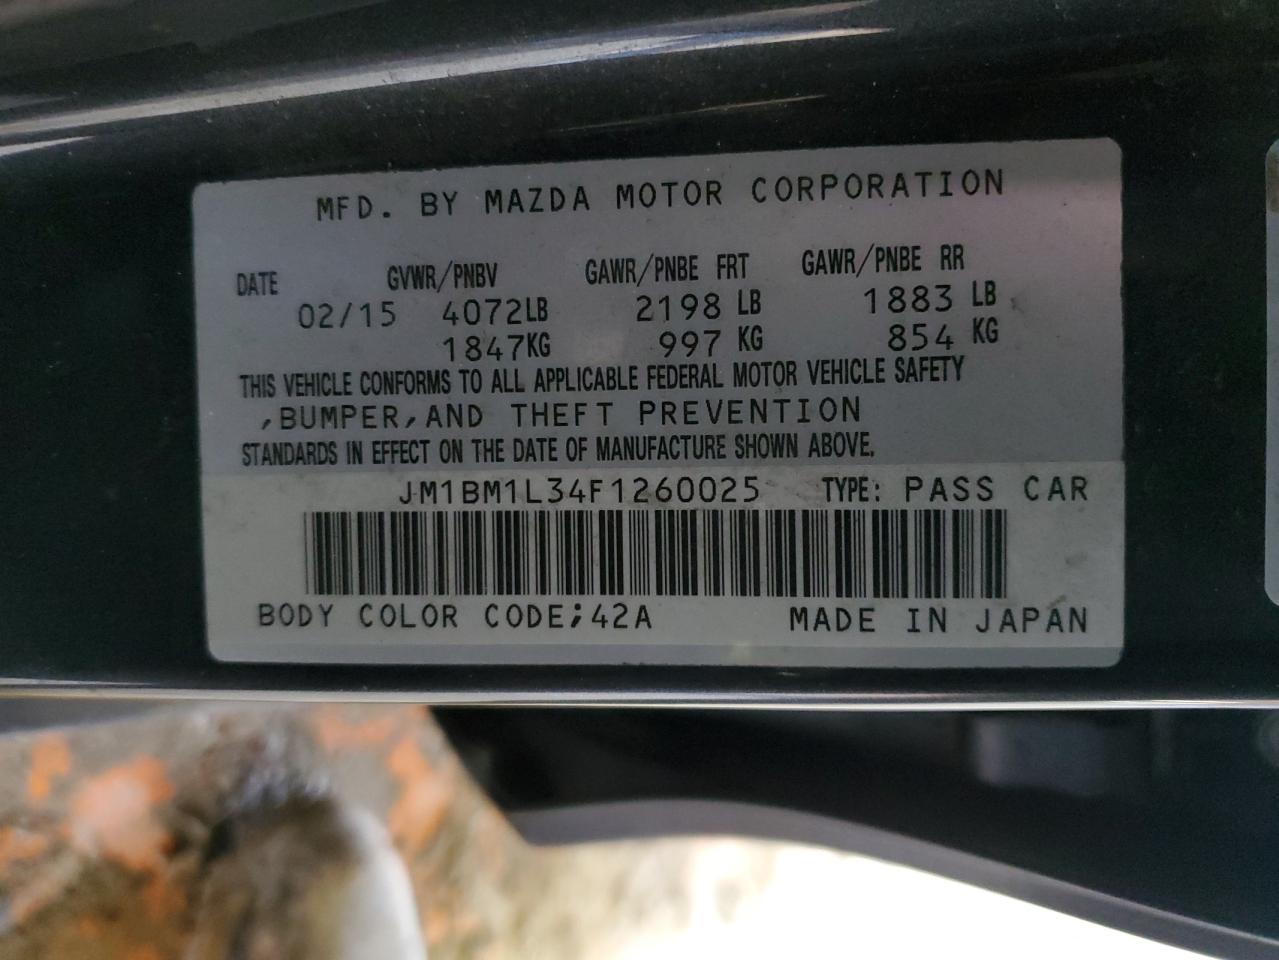 MFD. BY MAZDA MOTOR CORPORATION
DATE GVWR/PNBV GAWR/PNBE FRT GAWR/PNBE RR
02/15 4072LB 2198 LB 1883 LB
1847KG 997 KG 854 KG
THIS VEHICLE CONFORMS TO ALL APPLICABLE FEDERAL MOTOR VEHICLE SAFETY
,BUMPER,AND THEFT PREVENTION
STANDARDS IN EFFECT ON THE DATE OF MANUFACTURE SHOWN ABOVE.
JM1BM1L34F1260025 TYPE: PASS CAR
BODY COLOR CODE;42A MADE IN JAPAN